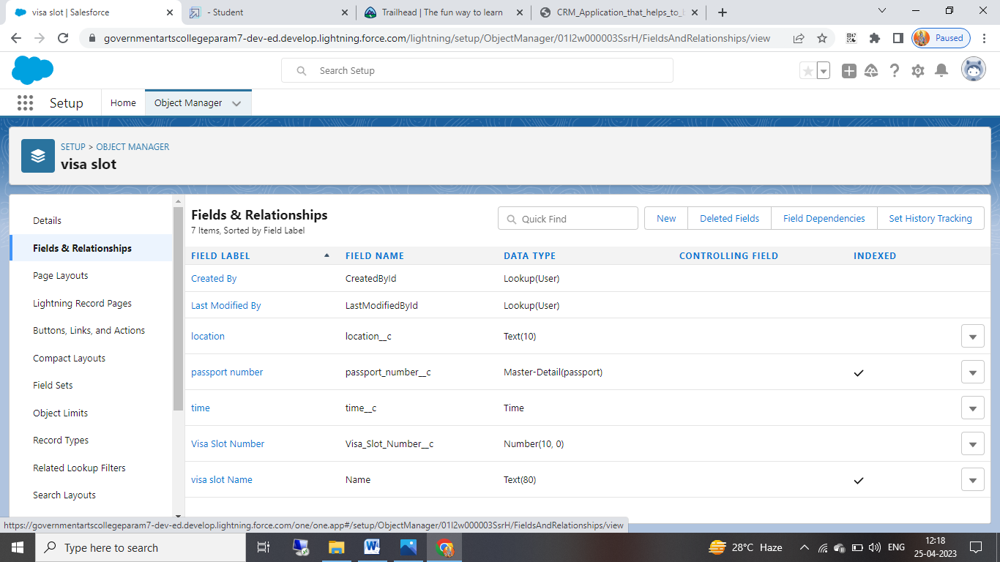 visa slot | Salesforce
- Student
Trailhead | The fun way to learn
CRM_Application_that_helps_to_
governmentartscollegeparam7-dev-ed.develop.lightning.force.com/lightning/setup/ObjectManager/01I2w000003SsrH/FieldsAndRelationships/view
Paused
Search Setup
Setup
Home
Object Manager
SETUP > OBJECT MANAGER
visa slot
Details
Fields & Relationships
Page Layouts
Lightning Record Pages
Buttons, Links, and Actions
Compact Layouts
Field Sets
Object Limits
Record Types
Related Lookup Filters
Search Layouts
Fields & Relationships
7 Items, Sorted by Field Label
Quick Find
New
Deleted Fields
Field Dependencies
Set History Tracking
FIELD LABEL FIELD NAME DATA TYPE CONTROLLING FIELD INDEXED
Created By CreatedById Lookup(User)
Last Modified By LastModifiedById Lookup(User)
location location__c Text(10)
passport number passport_number__c Master-Detail(passport)
time time__c Time
Visa Slot Number Visa_Slot_Number__c Number(10, 0)
visa slot Name Name Text(80)
https://governmentartscollegeparam7-dev-ed.develop.lightning.force.com/one/one.app#/setup/ObjectManager/01I2w000003SsrH/FieldsAndRelationships/view
Type here to search
28°C Haze
ENG
12:18
25-04-2023